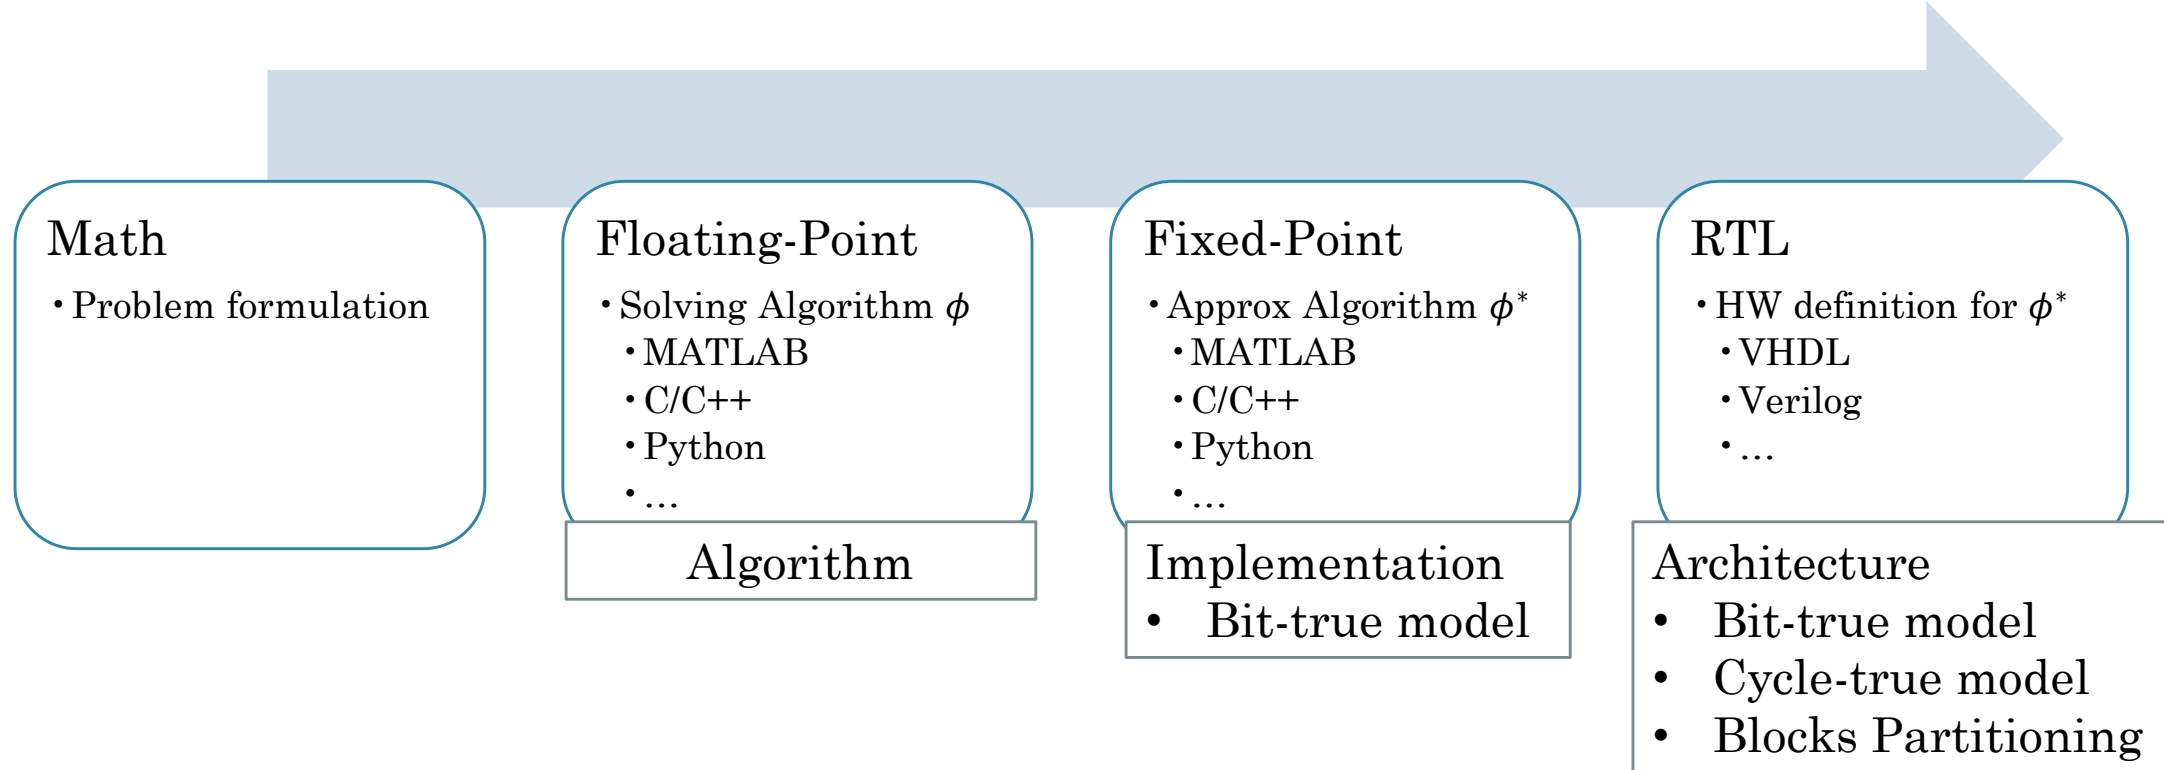 Math
• Problem formulation
Floating-Point
• Solving Algorithm ϕ
• MATLAB
• C/C++
• Python
• ...
Algorithm
Fixed-Point
• Approx Algorithm ϕ*
• MATLAB
• C/C++
• Python
• ...
Implementation
• Bit-true model
RTL
• HW definition for ϕ*
• VHDL
• Verilog
• ...
Architecture
• Bit-true model
• Cycle-true model
• Blocks Partitioning